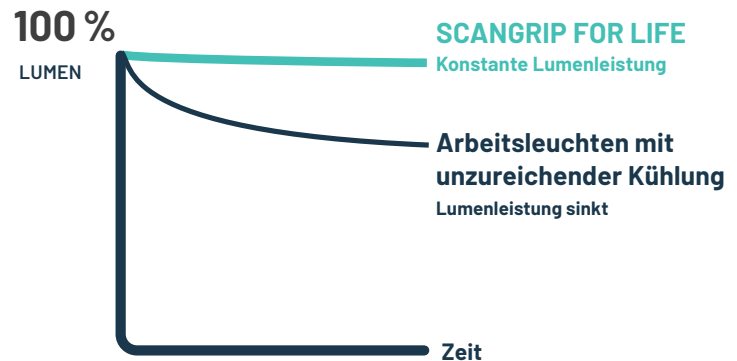 100 %
LUMEN
SCANGRIP FOR LIFE
Konstante Lumenleistung
Arbeitsleuchten mit
unzureichender Kühlung
Lumenleistung sinkt
Zeit